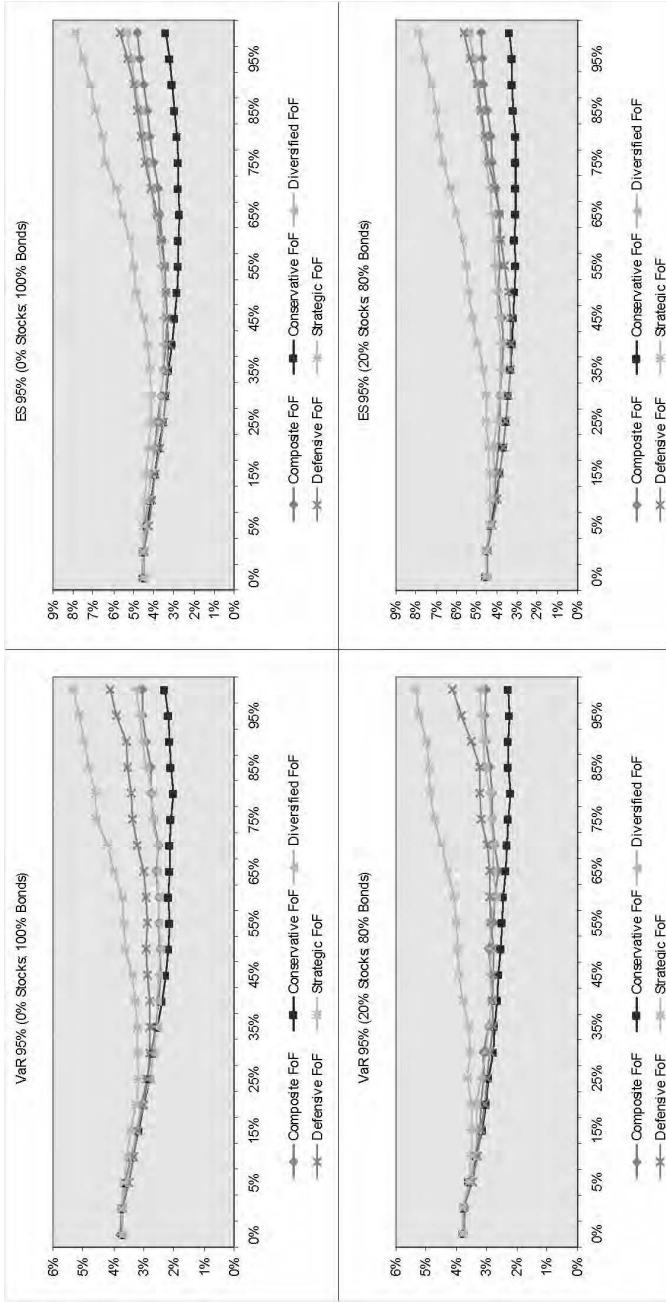 VaR 95% (0% Stocks; 100% Bonds)
6%
5%
4%
3%
2%
1%
0%
0% 5% 15% 25% 35% 45% 55% 65% 75% 85% 95%
Composite FoF Conservative FoF Diversified FoF
Defensive FoF Strategic FoF
ES 95% (0% Stocks; 100% Bonds)
9%
8%
7%
6%
5%
4%
3%
2%
1%
0%
0% 5% 15% 25% 35% 45% 55% 65% 75% 85% 95%
Composite FoF Conservative FoF Diversified FoF
Defensive FoF Strategic FoF
VaR 95% (20% Stocks; 80% Bonds)
6%
5%
4%
3%
2%
1%
0%
0% 5% 15% 25% 35% 45% 55% 65% 75% 85% 95%
Composite FoF Conservative FoF Diversified FoF
Defensive FoF Strategic FoF
ES 95% (20% Stocks; 80% Bonds)
9%
8%
7%
6%
5%
4%
3%
2%
1%
0%
0% 5% 15% 25% 35% 45% 55% 65% 75% 85% 95%
Composite FoF Conservative FoF Diversified FoF
Defensive FoF Strategic FoF